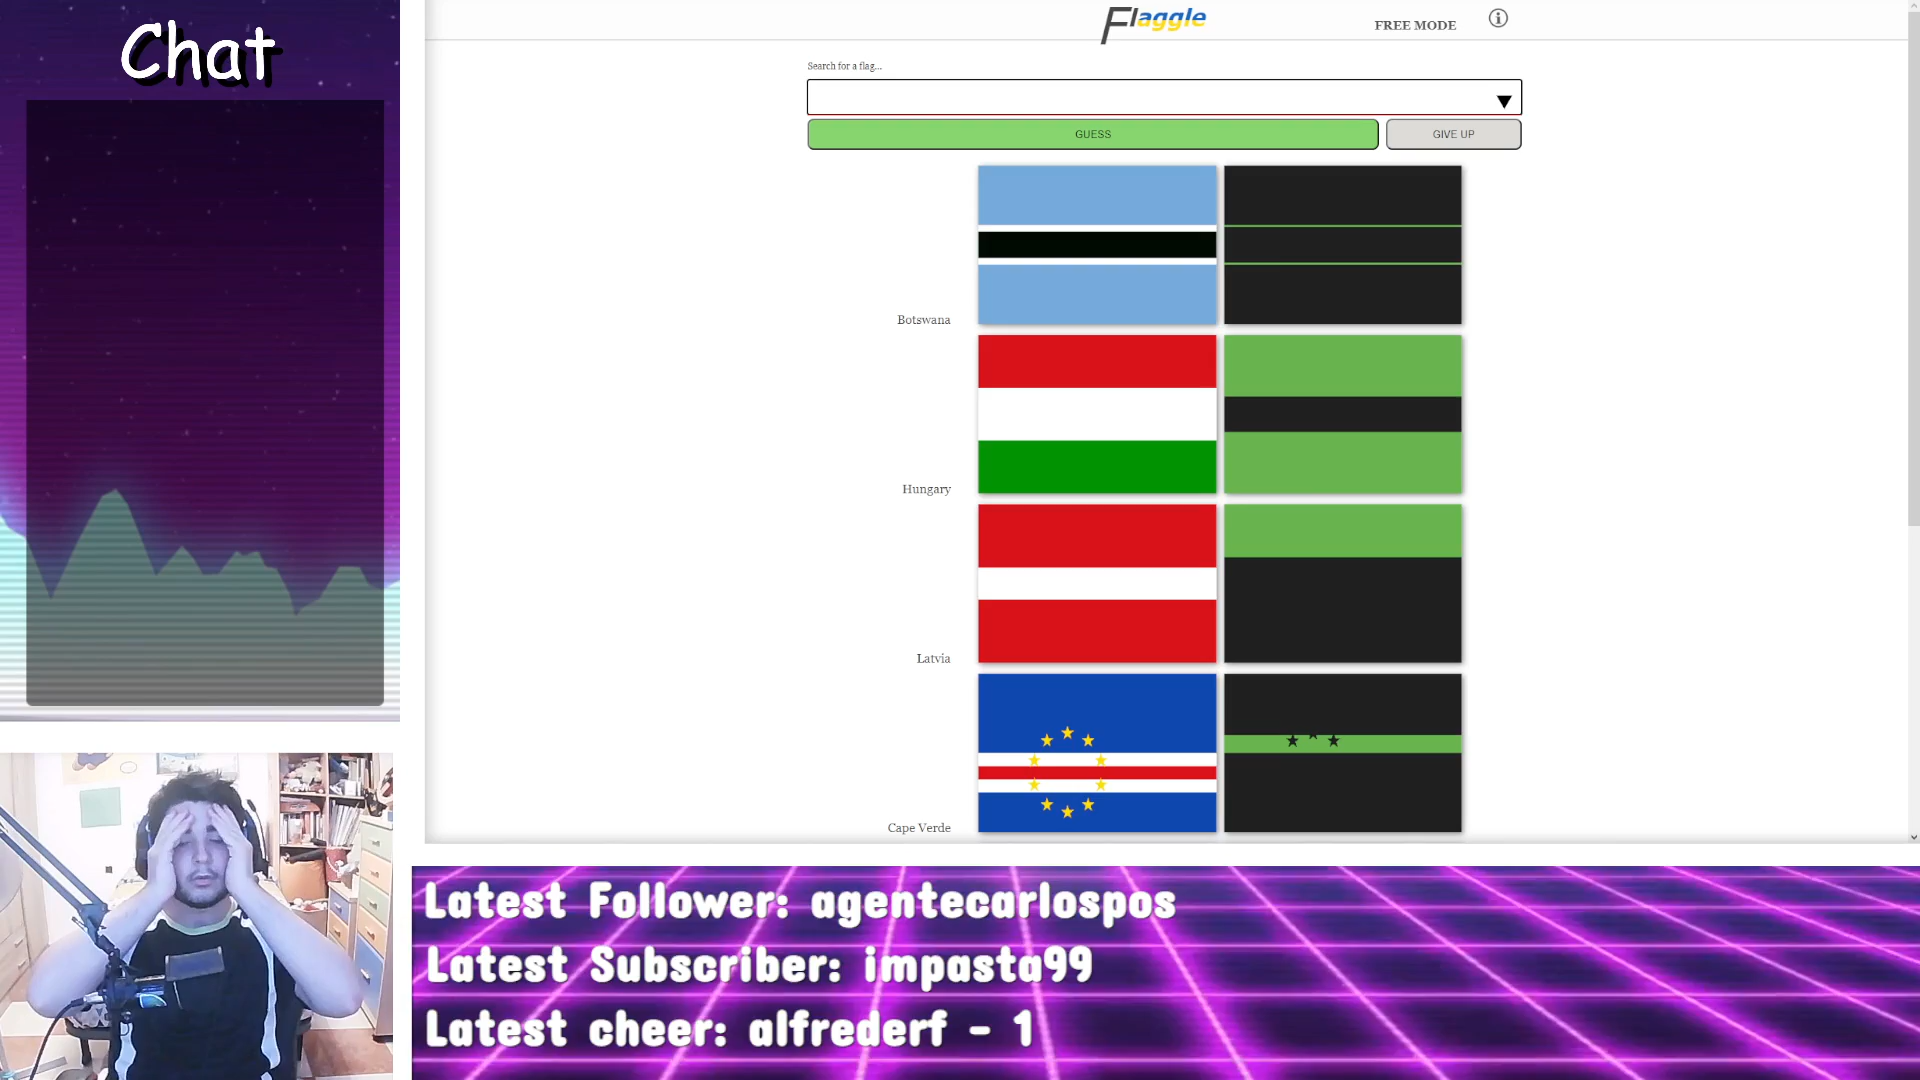 Chat
Flaggle
FREE MODE
Search for a flag...
GUESS
GIVE UP
Botswana
Hungary
Latvia
Cape Verde
Latest Follower: agentecarlospos
Latest Subscriber: impasta99
Latest cheer: alfrederf - 1